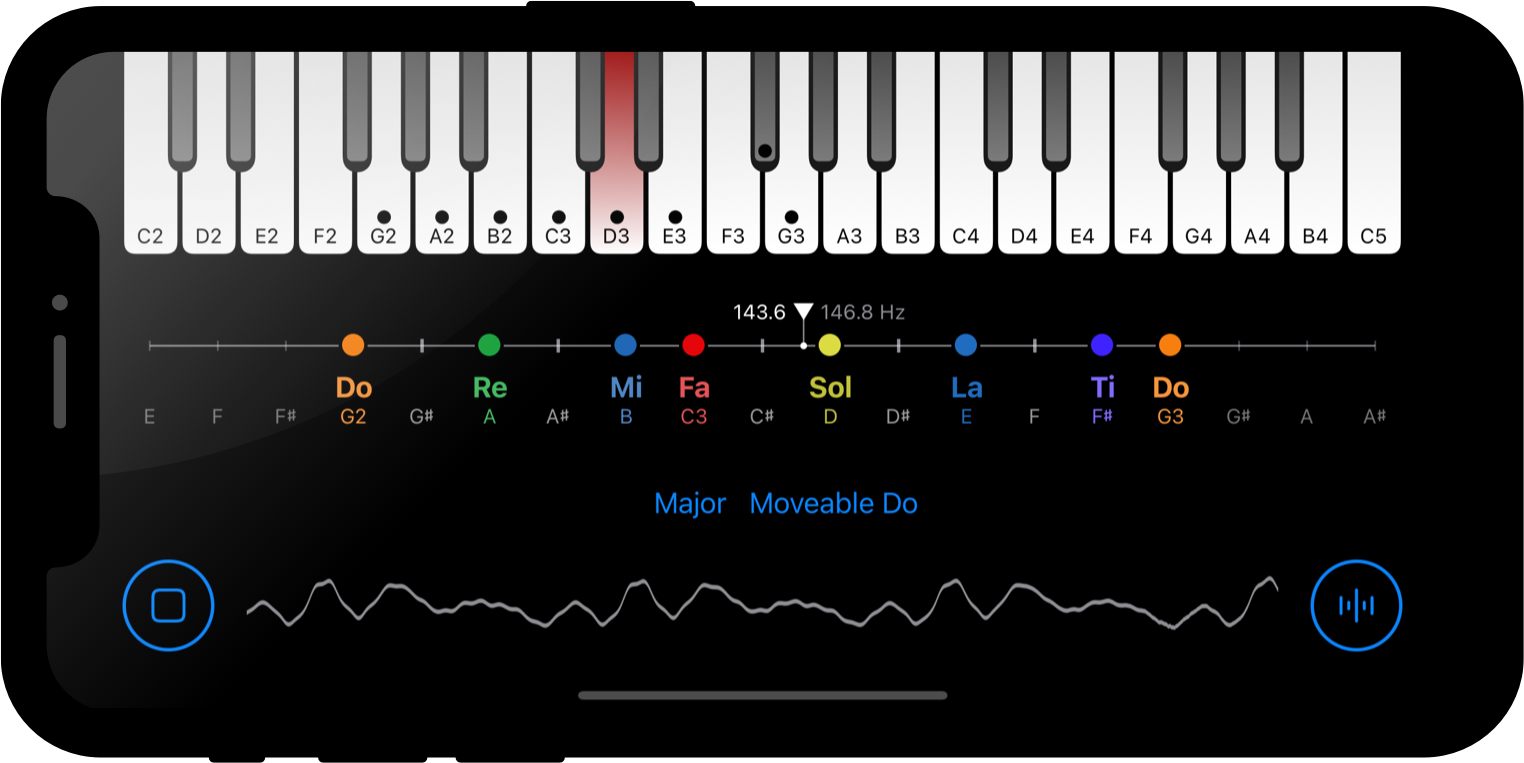 C2 D2 E2 F2 G2 A2 B2 C3 D3 E3 F3 G3 A3 B3 C4 D4 E4 F4 G4 A4 B4 C5
143.6 146.8 Hz
Do Re Mi Fa Sol La Ti Do
E F F♯ G2 G♯ A A♯ B C3 C♯ D D♯ E F F♯ G3 G♯ A A♯
Major Moveable Do